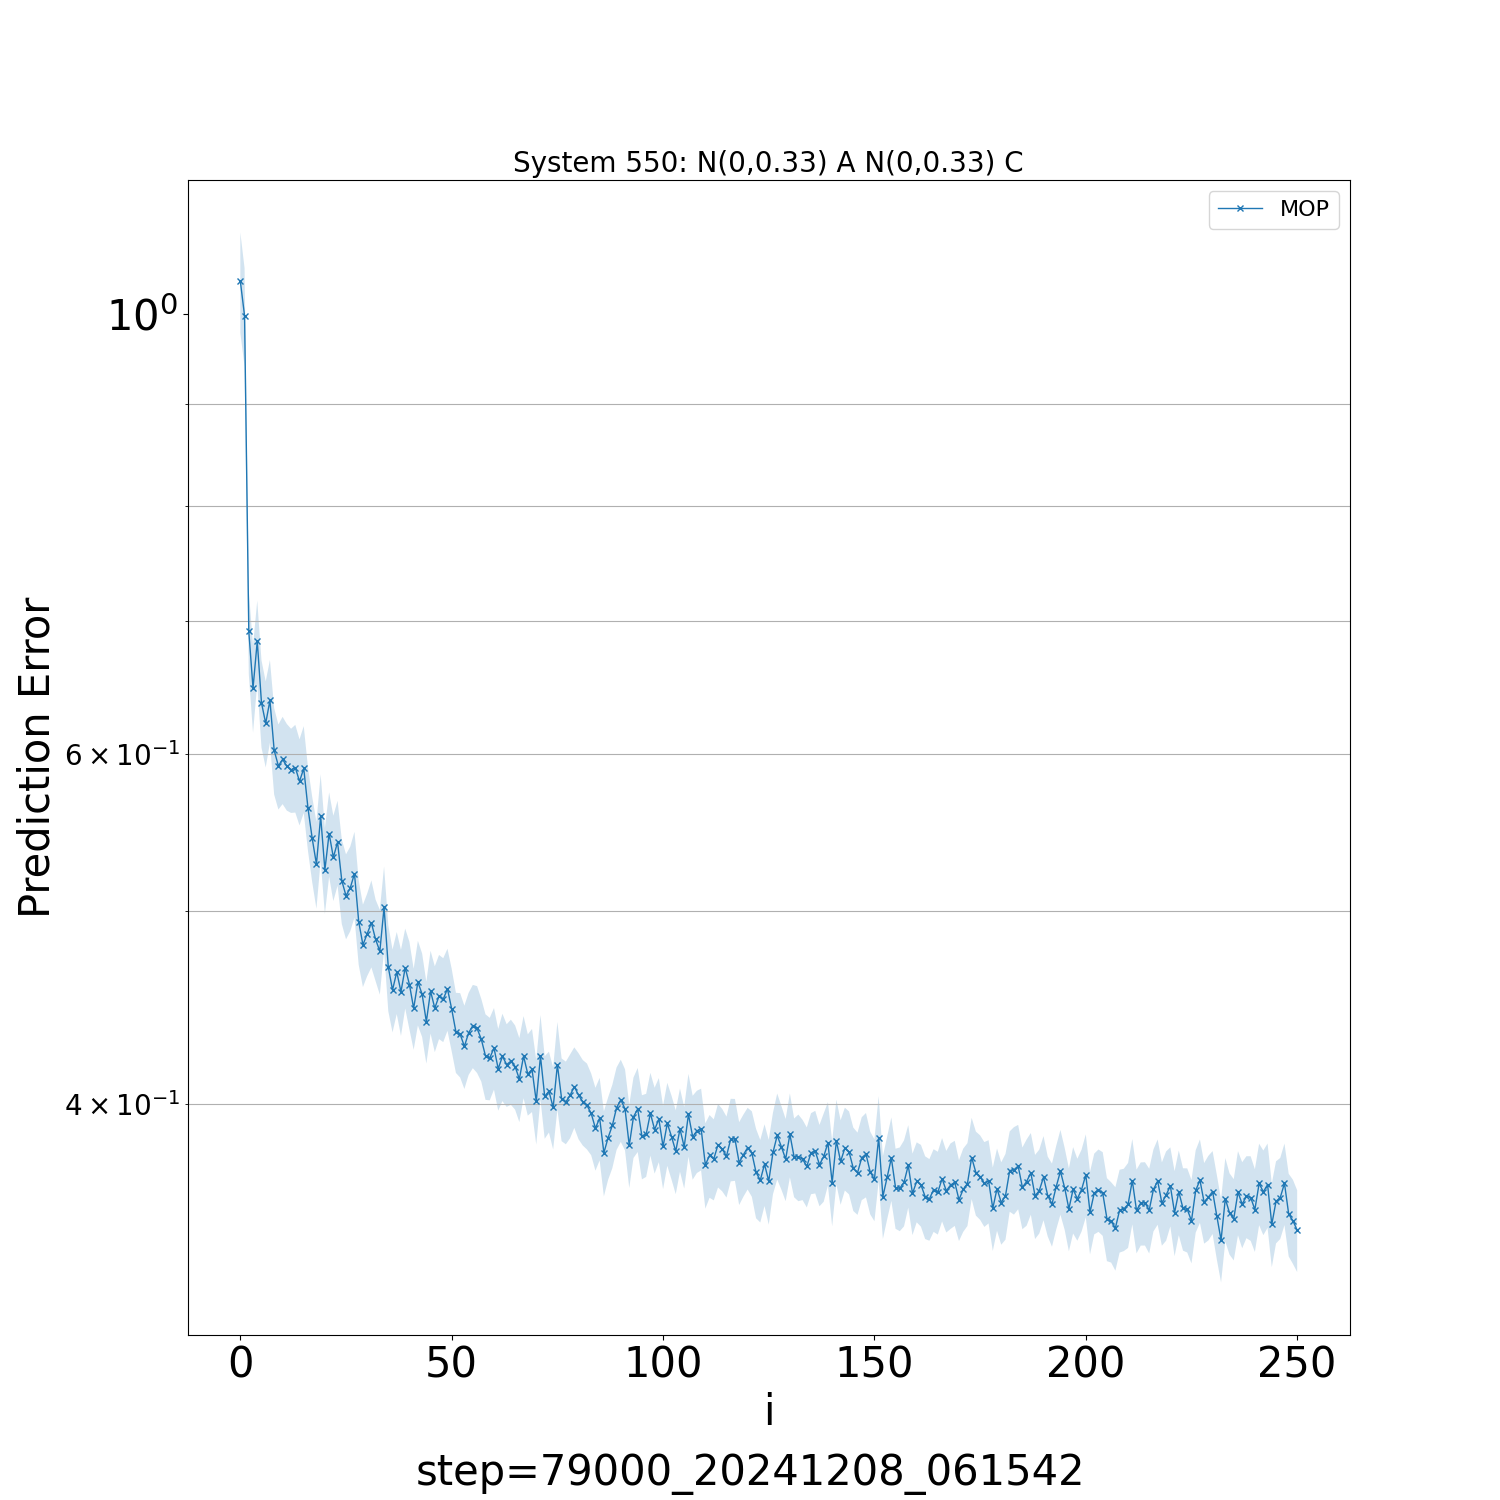 System 550: N(0,0.33) A N(0,0.33) C
MOP
10⁰
6 × 10⁻¹
4 × 10⁻¹
Prediction Error
0 50 100 150 200 250
i
step=79000_20241208_061542